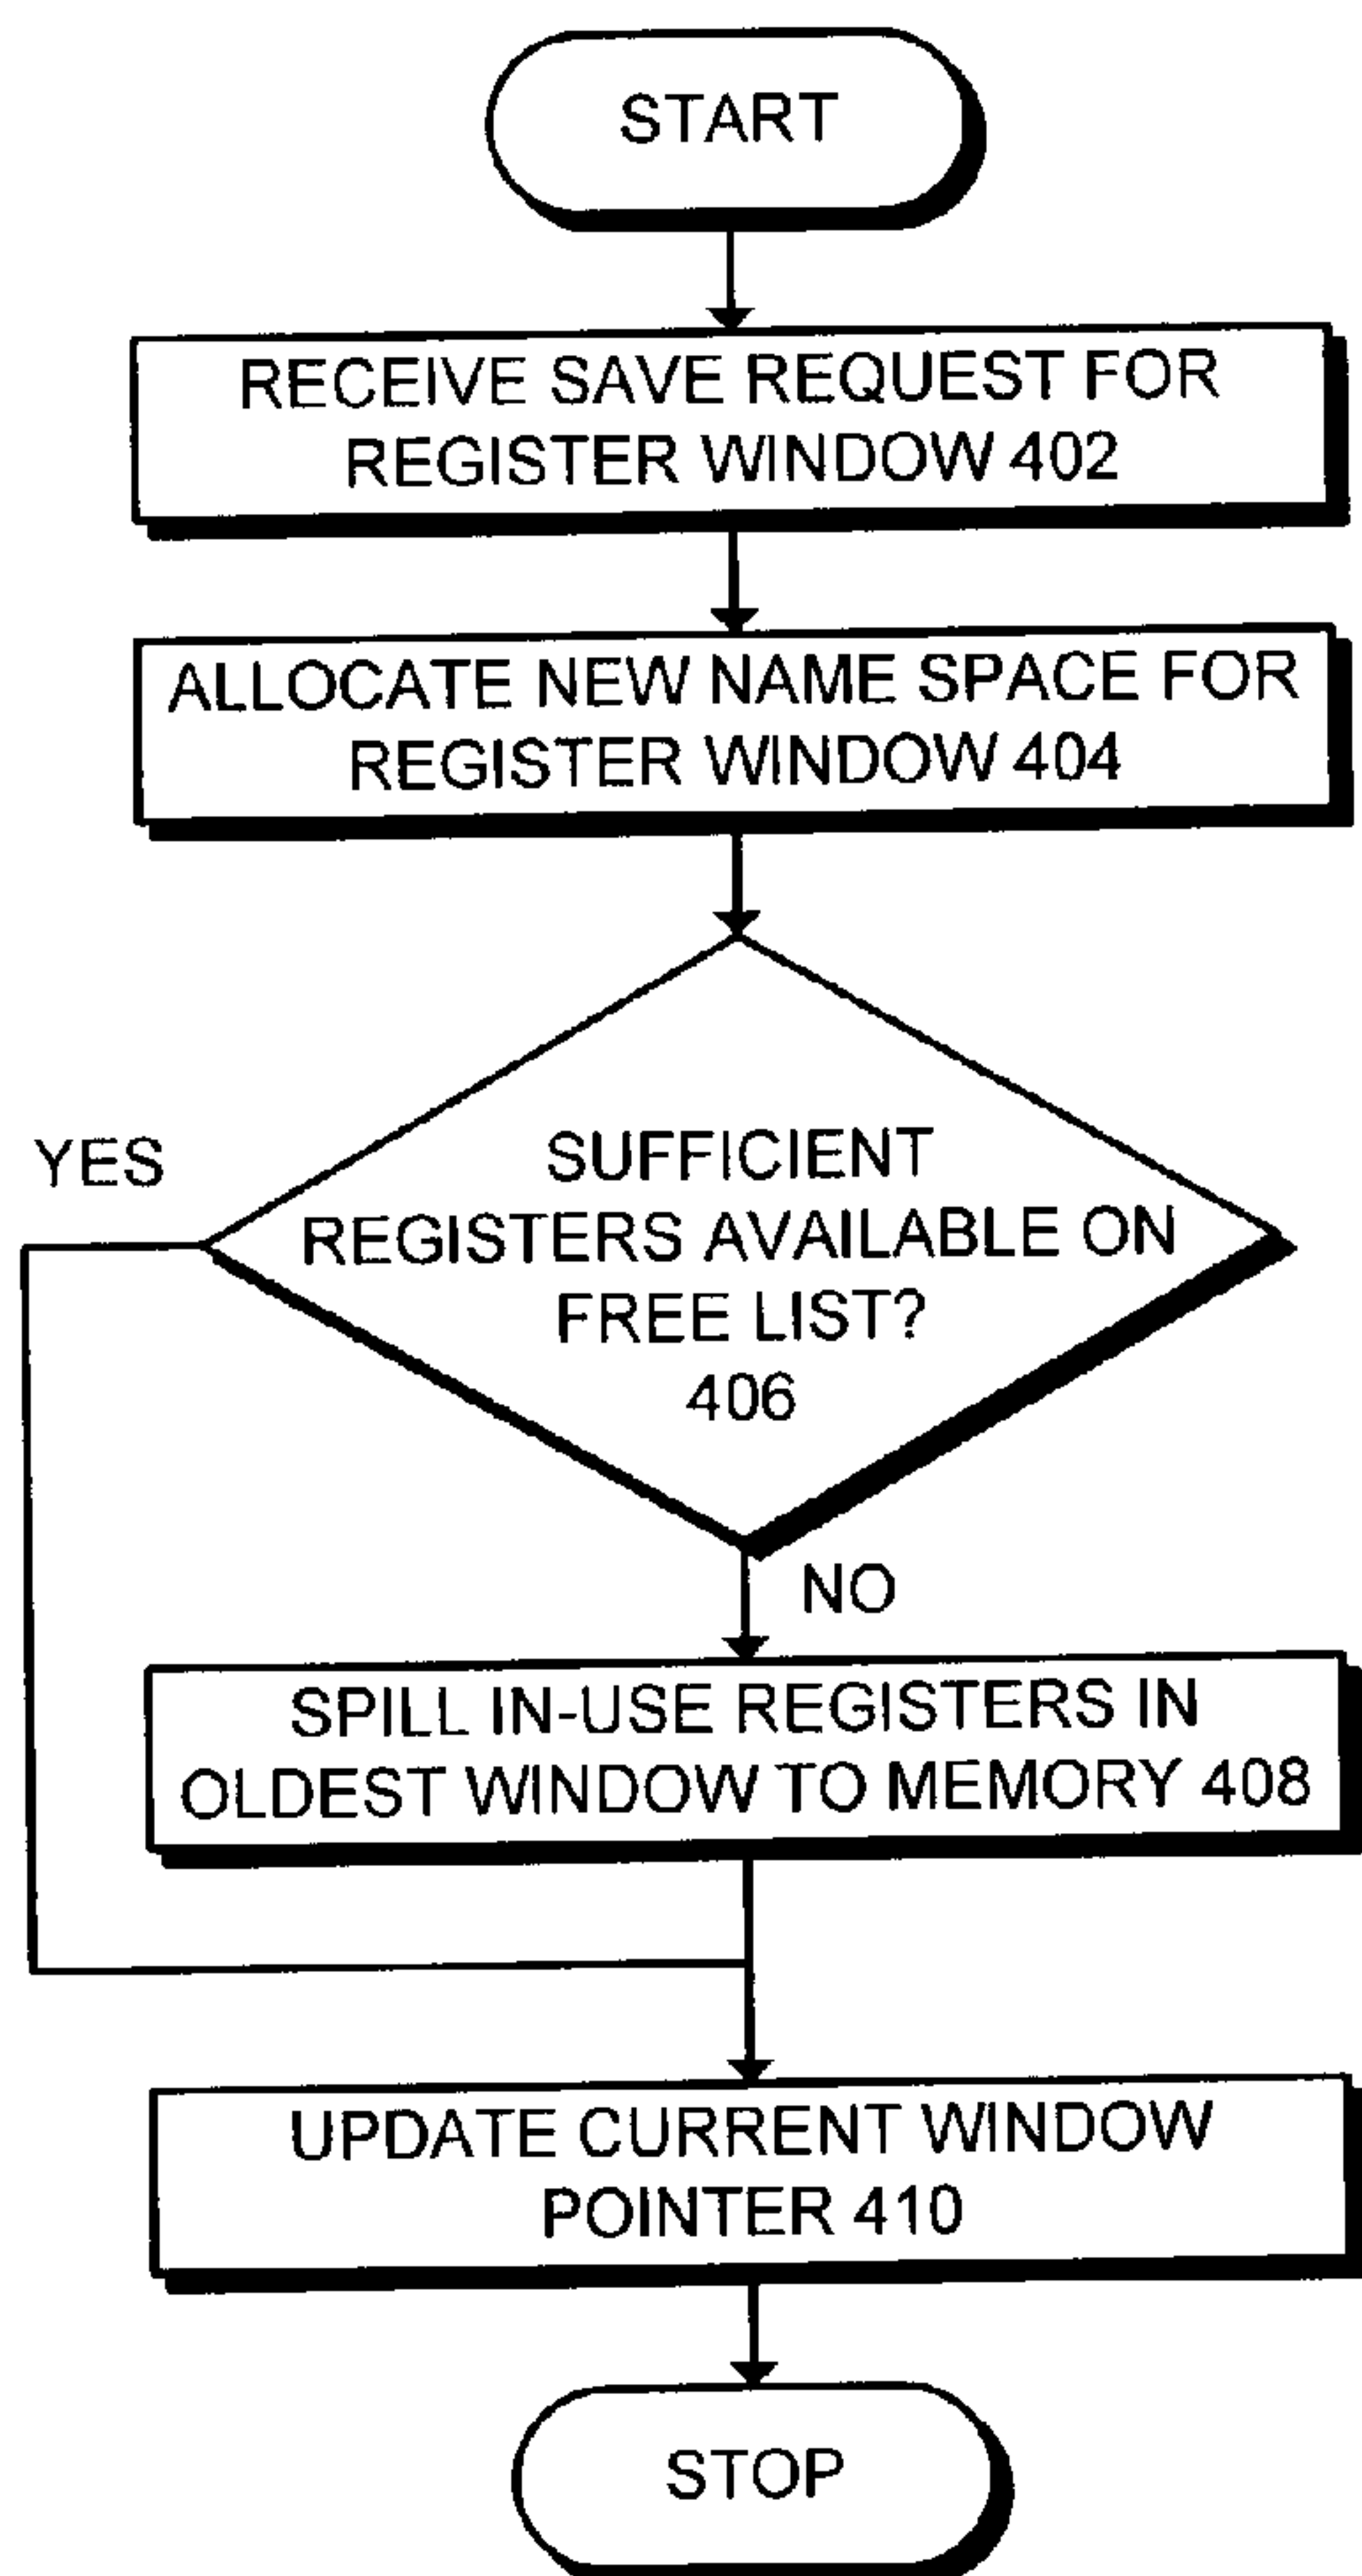 START
RECEIVE SAVE REQUEST FOR
REGISTER WINDOW 402
ALLOCATE NEW NAME SPACE FOR
REGISTER WINDOW 404
YES
SUFFICIENT
REGISTERS AVAILABLE ON
FREE LIST?
406
NO
SPILL IN-USE REGISTERS IN
OLDEST WINDOW TO MEMORY 408
UPDATE CURRENT WINDOW
POINTER 410
STOP